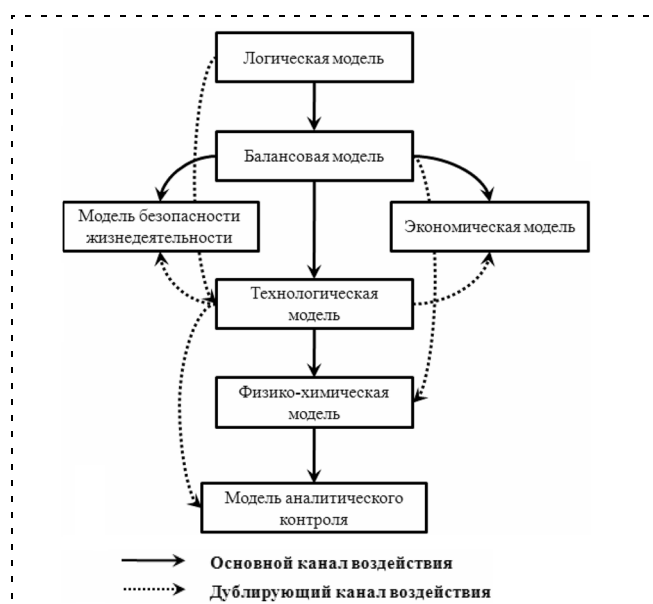 Логическая модель
Балансовая модель
Модель безопасности
жизнедеятельности
Экономическая модель
Технологическая
модель
Физико-химическая
модель
Модель аналитического
контроля
Основной канал воздействия
Дублирующий канал воздействия